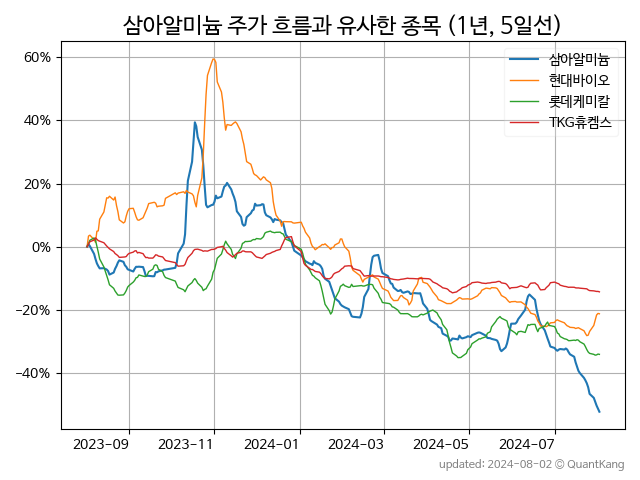 삼아알미늄 주가 흐름과 유사한 종목 (1년, 5일선)
삼아알미늄
현대바이오
롯데케미칼
TKG휴켐스
60%
40%
20%
0%
−20%
−40%
2023-09
2023-11
2024-01
2024-03
2024-05
2024-07
updated: 2024-08-02 © QuantKang